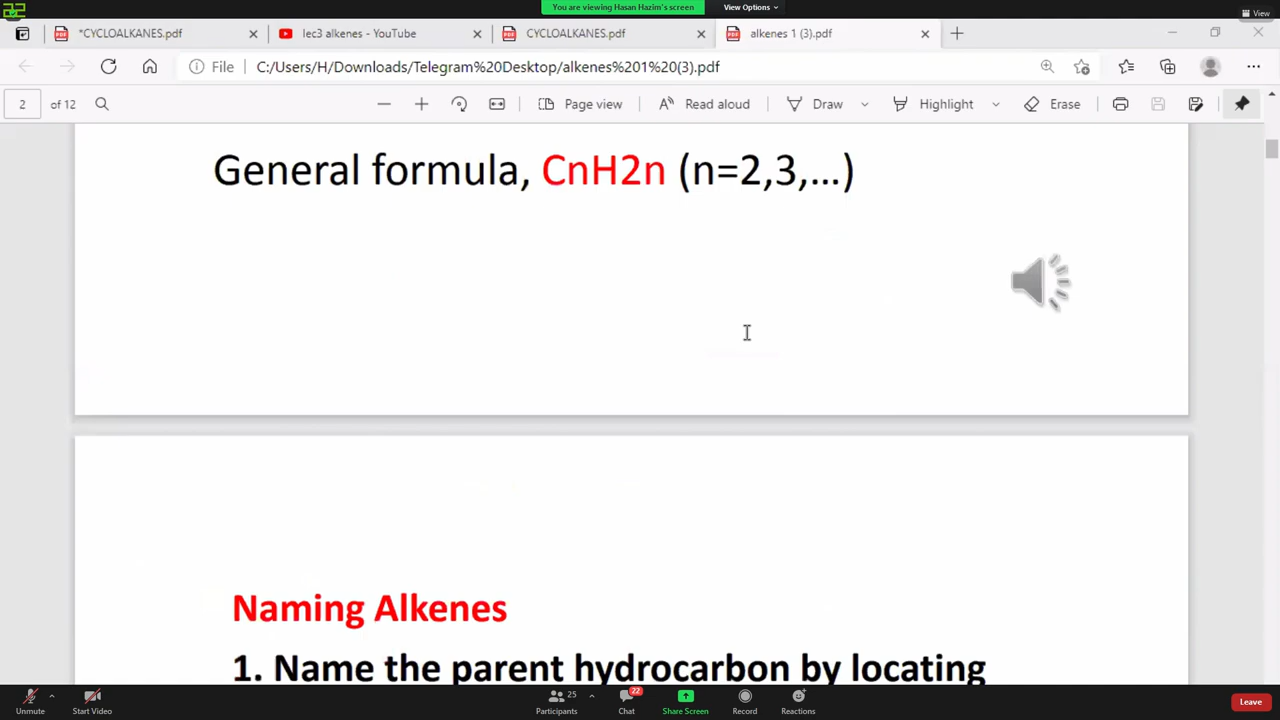 22
You are viewing Hasan Hazim's screen
View Options
View
*CYCLOALKANES.pdf
lec3 alkenes - YouTube
CYCLOALKANES.pdf
alkenes 1 (3).pdf
File
C:/Users/H/Downloads/Telegram%20Desktop/alkenes%201%20(3).pdf
2 of 12
Page view
Read aloud
Draw
Highlight
Erase
General formula, CnH2n (n=2,3,...)
Naming Alkenes
1. Name the parent hydrocarbon by locating
Unmute
Start Video
25
Participants
22
Chat
Share Screen
Record
Reactions
Leave